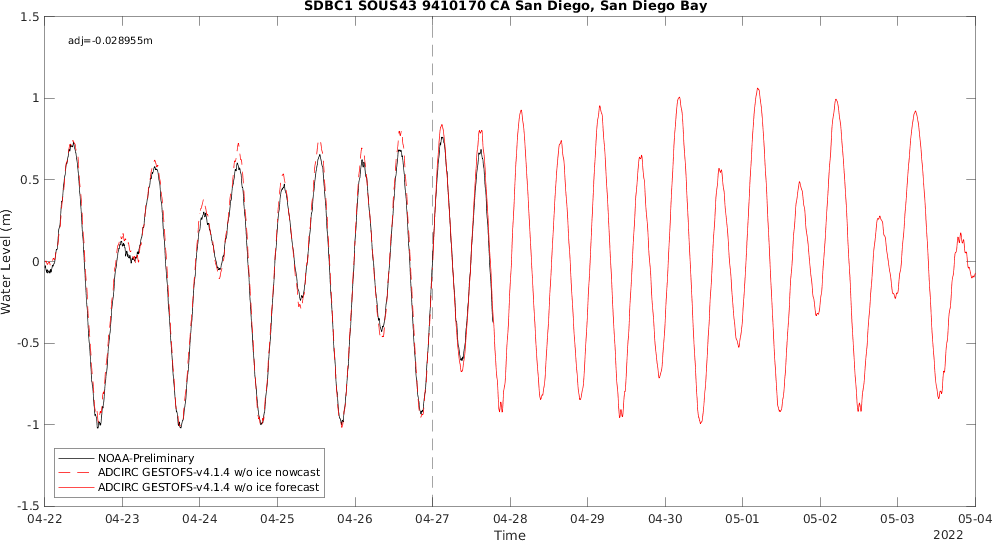 SDBC1 SOUS43 9410170 CA San Diego, San Diego Bay
1.5
adj=-0.028955m
1
0.5
0
-0.5
-1
-1.5
Water Level (m)
NOAA-Preliminary
ADCIRC GESTOFS-v4.1.4 w/o ice nowcast
ADCIRC GESTOFS-v4.1.4 w/o ice forecast
04-22 04-23 04-24 04-25 04-26 04-27 04-28 04-29 04-30 05-01 05-02 05-03 05-04
Time
2022